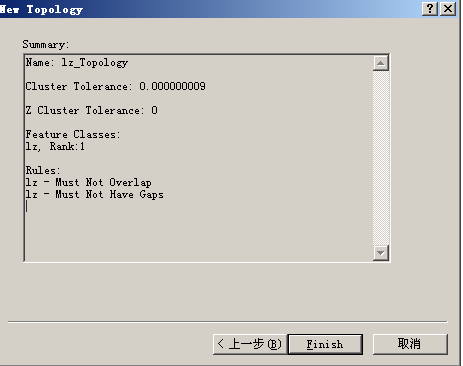 New Topology
Summary:
Name: lz_Topology
Cluster Tolerance: 0.000000009
Z Cluster Tolerance: 0
Feature Classes:
lz, Rank:1
Rules:
lz - Must Not Overlap
lz - Must Not Have Gaps
< 上一步(B)
Finish
取消